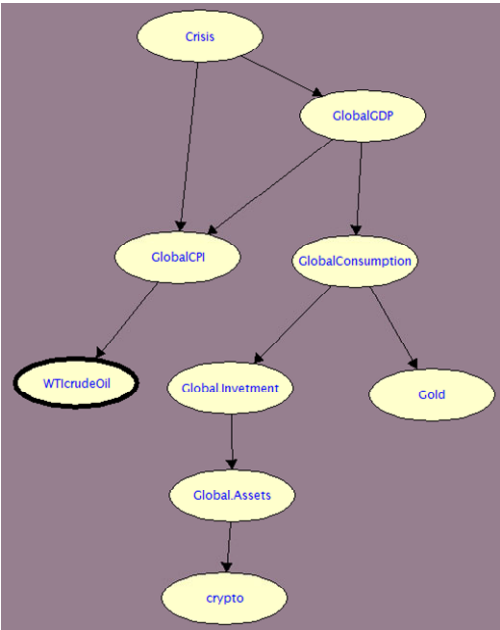 Crisis
GlobalGDP
GlobalCPI
GlobalConsumption
WTIcrudeOil
Global.Invetment
Gold
Global.Assets
crypto